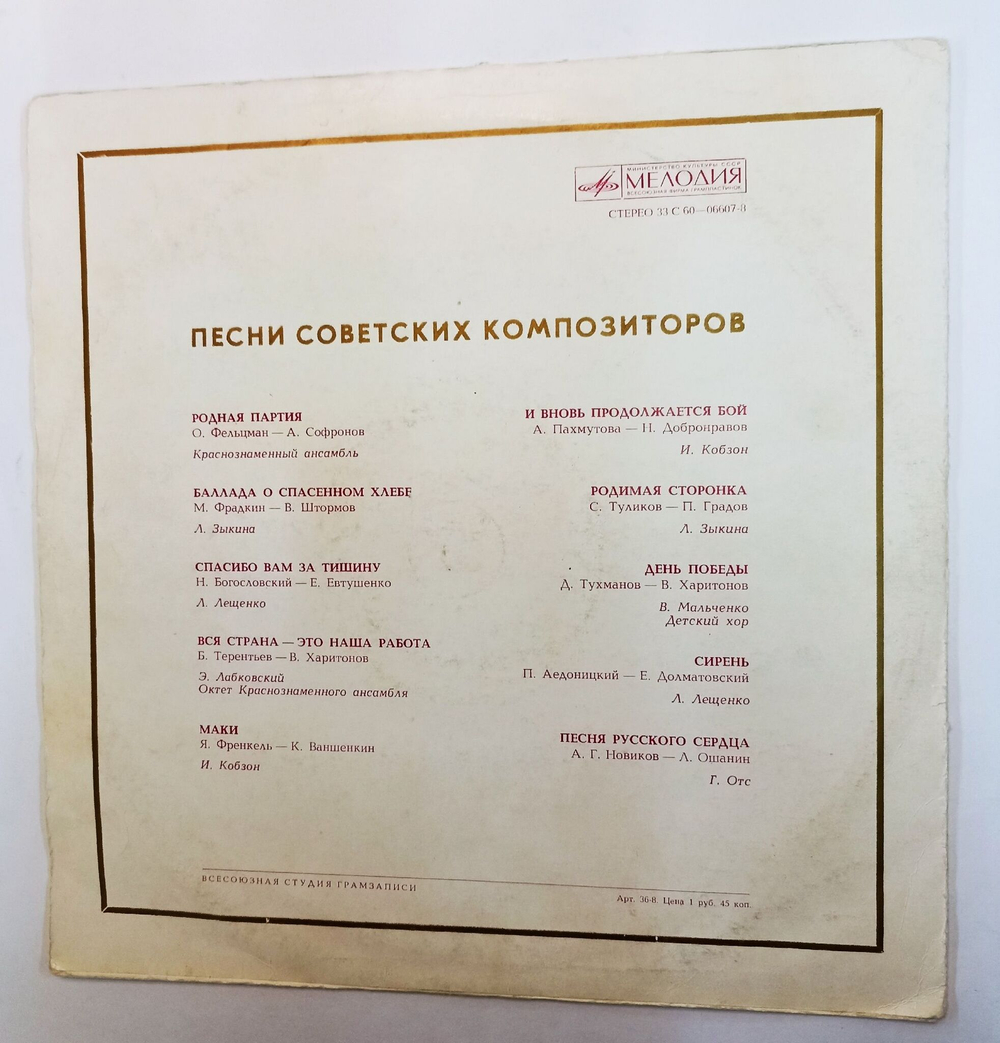 МИНИСТЕРСТВО КУЛЬТУРЫ СССР
МЕЛОДИЯ
ВСЕСОЮЗНАЯ ФИРМА ГРАМПЛАСТИНОК
СТЕРЕО 33 С 60—06607-8
ПЕСНИ СОВЕТСКИХ КОМПОЗИТОРОВ
РОДНАЯ ПАРТИЯ
О. Фельцман — А. Софронов
Краснознаменный ансамбль
БАЛЛАДА О СПАСЕННОМ ХЛЕБЕ
М. Фрадкин — В. Штормов
Л. Зыкина
СПАСИБО ВАМ ЗА ТИШИНУ
Н. Богословский — Е. Евтушенко
Л. Лещенко
ВСЯ СТРАНА — ЭТО НАША РАБОТА
Б. Терентьев — В. Харитонов
Э. Лабковский
Октет Краснознаменного ансамбля
МАКИ
Я. Френкель — К. Ваншенкин
И. Кобзон
И ВНОВЬ ПРОДОЛЖАЕТСЯ БОЙ
А. Пахмутова — Н. Добронравов
И. Кобзон
РОДИМАЯ СТОРОНКА
С. Туликов — П. Градов
Л. Зыкина
ДЕНЬ ПОБЕДЫ
Д. Тухманов — В. Харитонов
В. Мальченко
Детский хор
СИРЕНЬ
П. Аедоницкий — Е. Долматовский
Л. Лещенко
ПЕСНЯ РУССКОГО СЕРДЦА
А. Г. Новиков — Л. Ошанин
Г. Отс
ВСЕСОЮЗНАЯ СТУДИЯ ГРАМЗАПИСИ
Арт. 36-8. Цена 1 руб. 45 коп.